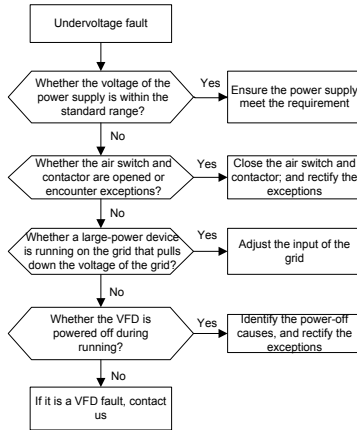 Undervoltage fault
Whether the voltage of the
power supply is within the
standard range?
Yes
Ensure the power supply
meet the requirement
No
Whether the air switch and
contactor are opened or
encounter exceptions?
Yes
Close the air switch and
contactor; and rectify the
exceptions
No
Whether a large-power device
is running on the grid that pulls
down the voltage of the grid?
Yes
Adjust the input of the
grid
No
Whether the VFD is
powered off during
running?
Yes
Identify the power-off
causes, and rectify the
exceptions
No
If it is a VFD fault, contact
us